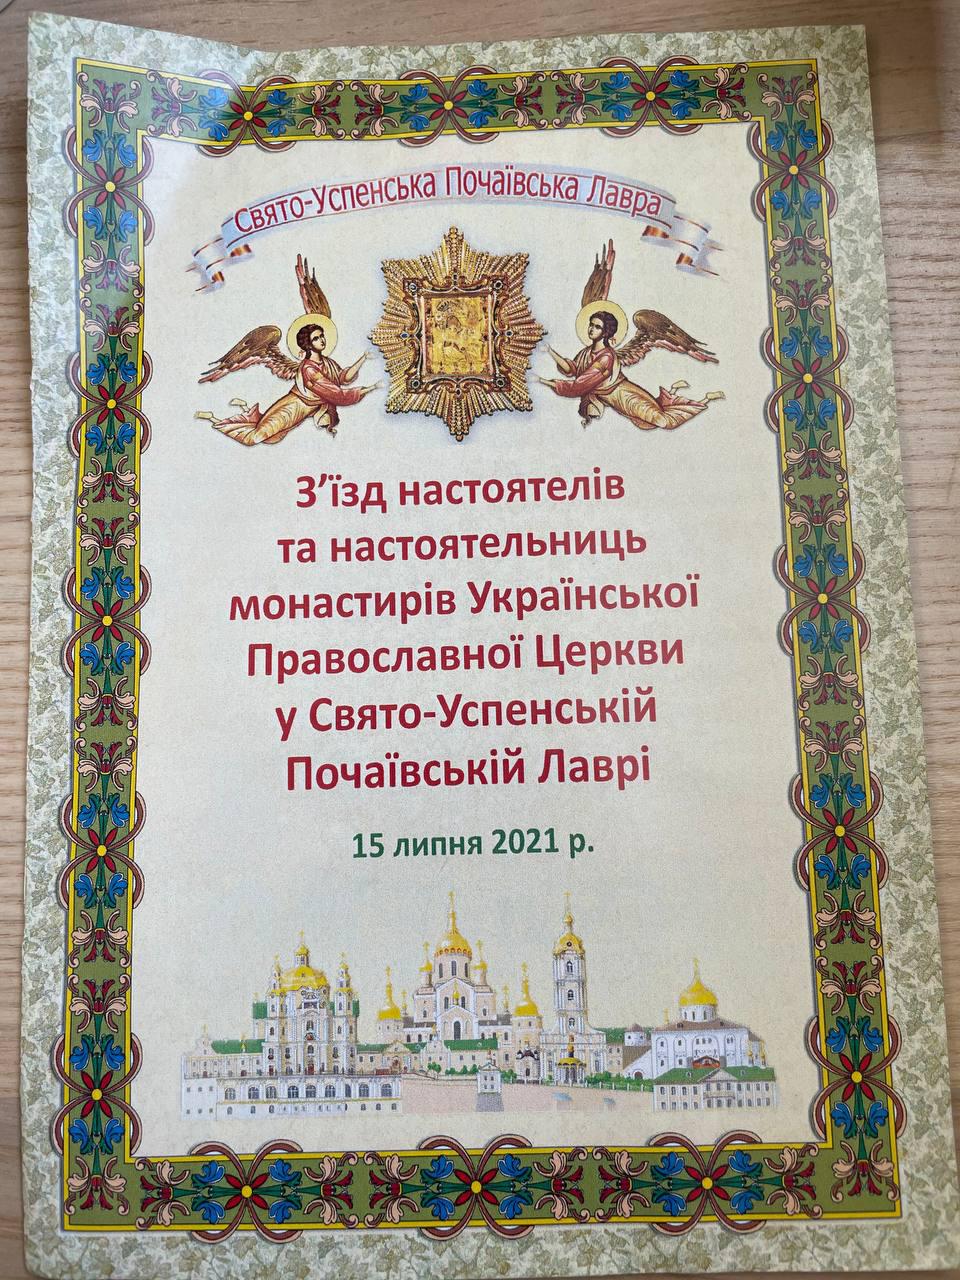 Свято-Успенська Почаївська Лавра
З’їзд настоятелів
та настоятельниць
монастирів Української
Православної Церкви
у Свято-Успенській
Почаївській Лаврі
15 липня 2021 р.